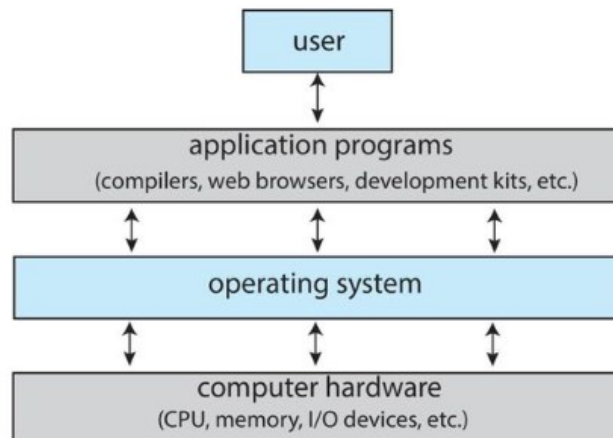 user
application programs
(compilers, web browsers, development kits, etc.)
operating system
computer hardware
(CPU, memory, I/O devices, etc.)